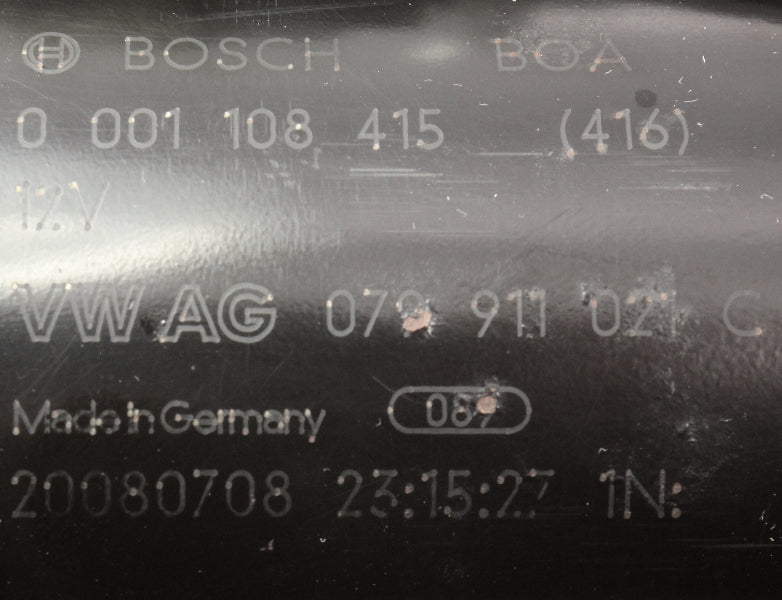 BOSCH BOA
0 001 108 415 (416)
12V
VW AG 079 911 021 C
Made in Germany
20080708 23:15:27 1N: